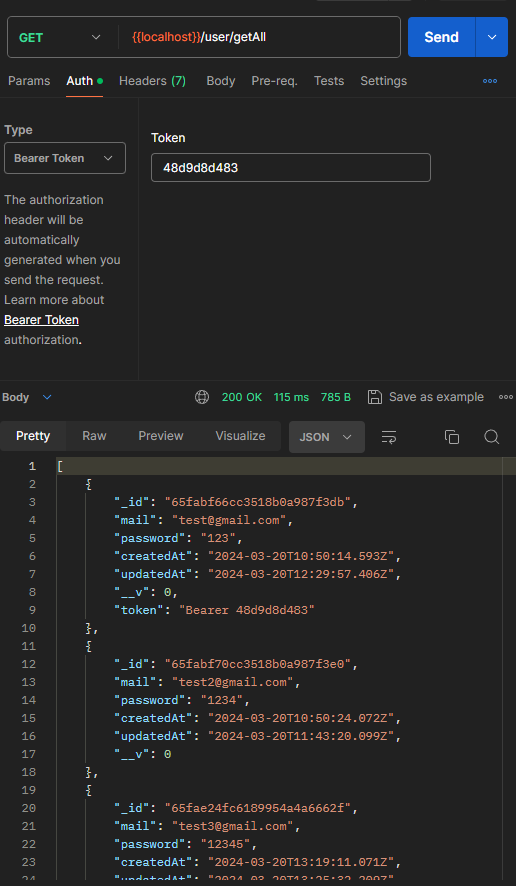 GET {{localhost}}/user/getAll Send
Params Auth Headers (7) Body Pre-req. Tests Settings
Type
Bearer Token
The authorization
header will be
automatically
generated when you
send the request.
Learn more about
Bearer Token
authorization.
Token
48d9d8d483
Body 200 OK 115 ms 785 B Save as example
Pretty Raw Preview Visualize JSON
1 [
2 {
3 "_id": "65fabf66cc3518b0a987f3db",
4 "mail": "test@gmail.com",
5 "password": "123",
6 "createdAt": "2024-03-20T10:50:14.593Z",
7 "updatedAt": "2024-03-20T12:29:57.406Z",
8 "__v": 0,
9 "token": "Bearer 48d9d8d483"
10 },
11 {
12 "_id": "65fabf70cc3518b0a987f3e0",
13 "mail": "test2@gmail.com",
14 "password": "1234",
15 "createdAt": "2024-03-20T10:50:24.072Z",
16 "updatedAt": "2024-03-20T11:43:20.099Z",
17 "__v": 0
18 },
19 {
20 "_id": "65fae24fc6189954a4a6662f",
21 "mail": "test3@gmail.com",
22 "password": "12345",
23 "createdAt": "2024-03-20T13:19:11.071Z",
24 "updatedAt": "2024-03-20T13:25:32.209Z",